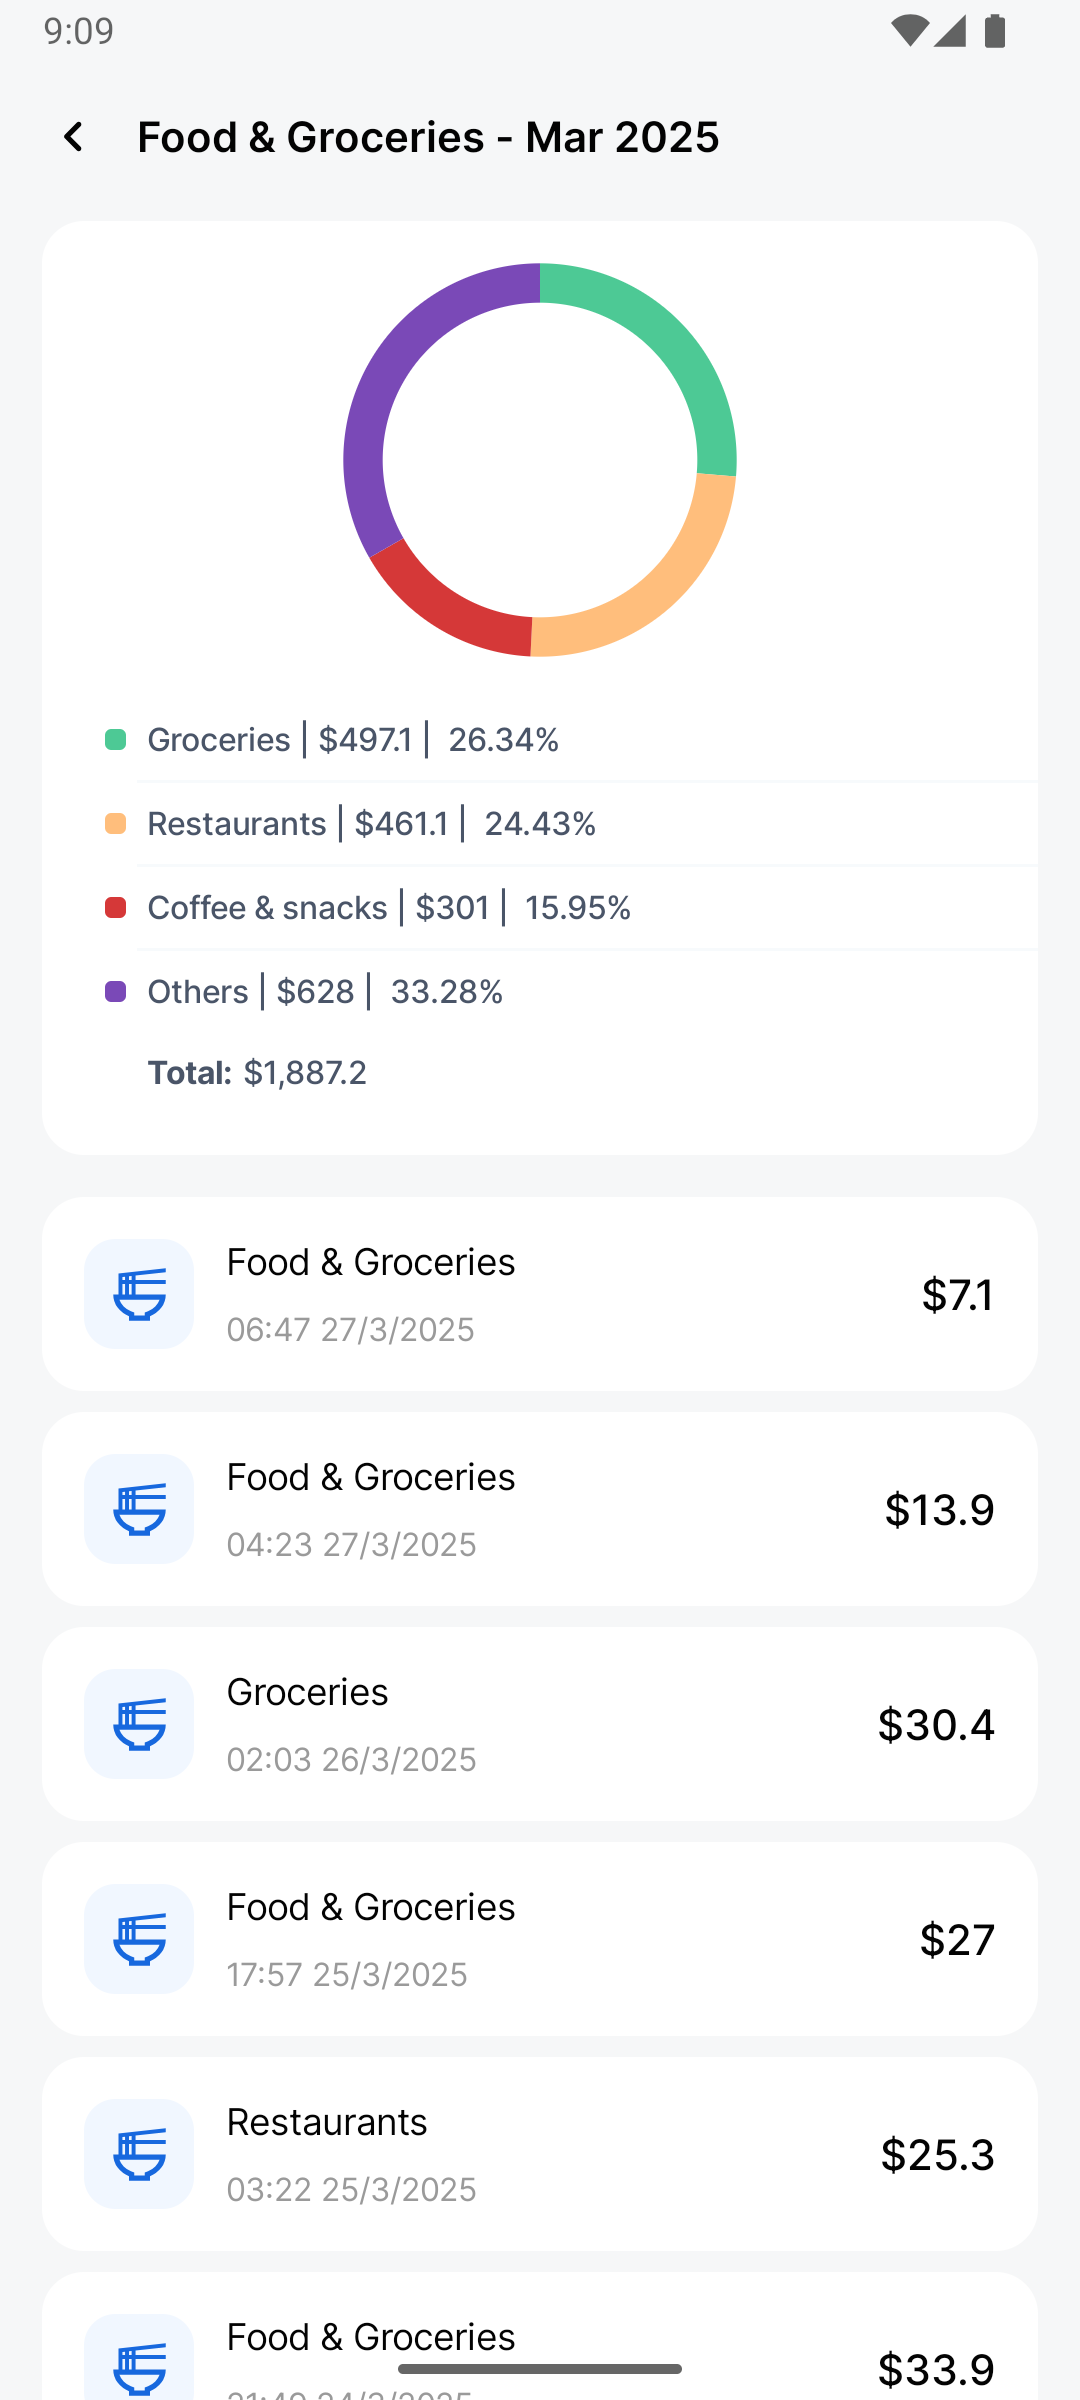 9:09
Food & Groceries - Mar 2025
Groceries | $497.1 | 26.34%
Restaurants | $461.1 | 24.43%
Coffee & snacks | $301 | 15.95%
Others | $628 | 33.28%
Total: $1,887.2
Food & Groceries
06:47 27/3/2025
$7.1
Food & Groceries
04:23 27/3/2025
$13.9
Groceries
02:03 26/3/2025
$30.4
Food & Groceries
17:57 25/3/2025
$27
Restaurants
03:22 25/3/2025
$25.3
Food & Groceries
$33.9